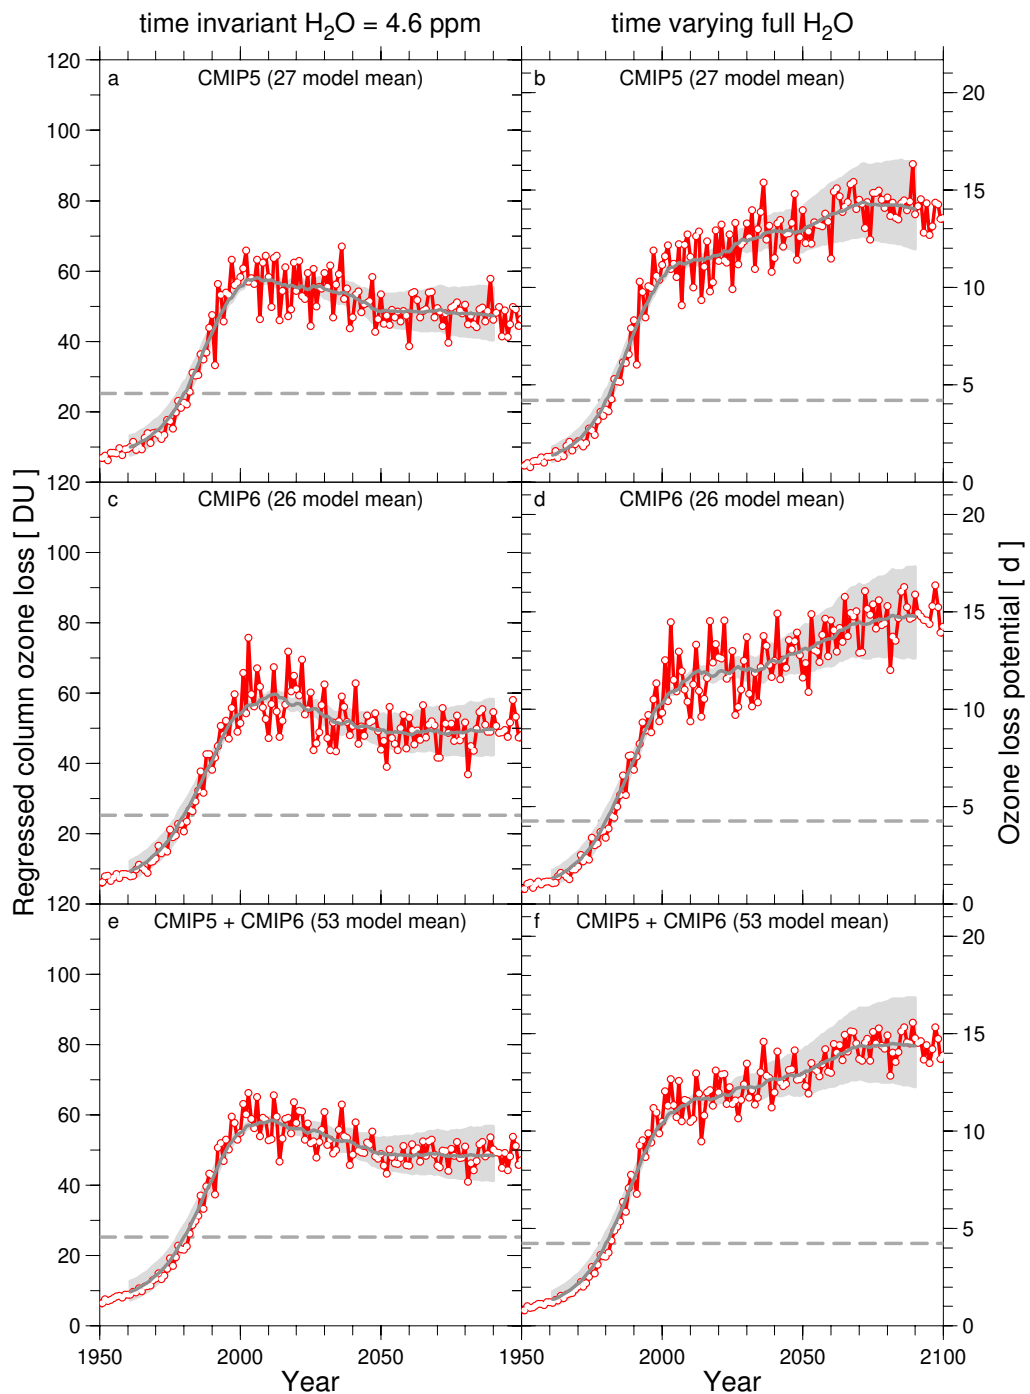 time invariant H₂O = 4.6 ppm
time varying full H₂O
a
CMIP5 (27 model mean)
b
CMIP5 (27 model mean)
120
100
80
60
40
20
20
15
10
5
0
c
CMIP6 (26 model mean)
d
CMIP6 (26 model mean)
120
100
80
60
40
20
20
15
10
5
0
e
CMIP5 + CMIP6 (53 model mean)
f
CMIP5 + CMIP6 (53 model mean)
120
100
80
60
40
20
0
20
15
10
5
0
Regressed column ozone loss [ DU ]
Ozone loss potential [ d ]
1950
2000
2050
1950
2000
2050
2100
Year
Year